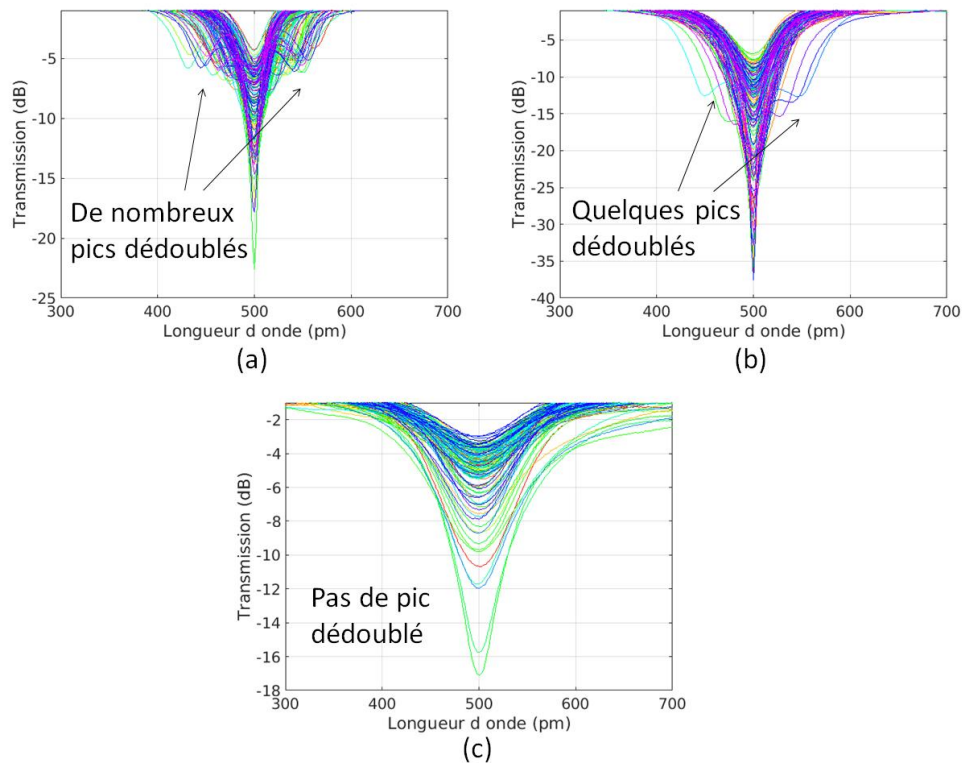 Transmission (dB)
-5
-10
-15
-20
-25
De nombreux
pics dédoublés
300
400
500
600
700
Longueur d onde (pm)
(a)
Transmission (dB)
-5
-10
-15
-20
-25
-30
-35
-40
Quelques pics
dédoublés
300
400
500
600
700
Longueur d onde (pm)
(b)
Transmission (dB)
-2
-4
-6
-8
-10
-12
-14
-16
-18
Pas de pic
dédoublé
300
400
500
600
700
Longueur d onde (pm)
(c)